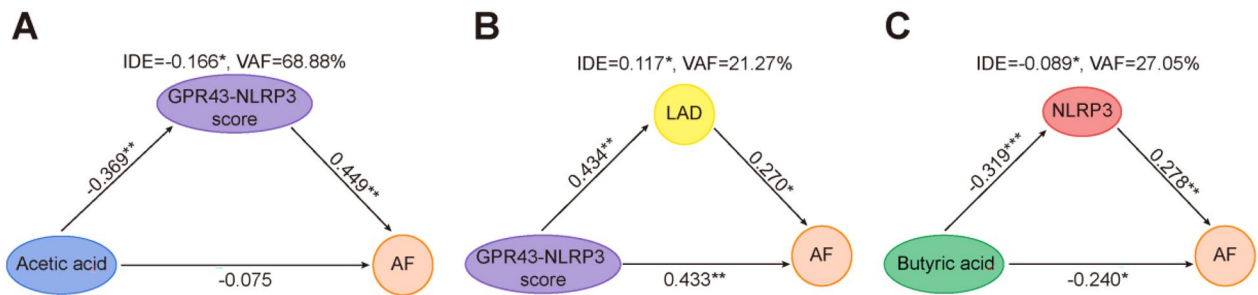 A
IDE=-0.166*, VAF=68.88%
GPR43-NLRP3
score
-0.369**
0.449**
Acetic acid
AF
-0.075
B
IDE=0.117*, VAF=21.27%
LAD
0.434**
0.270*
GPR43-NLRP3
score
AF
0.433**
C
IDE=-0.089*, VAF=27.05%
NLRP3
-0.319***
0.278**
Butyric acid
AF
-0.240*